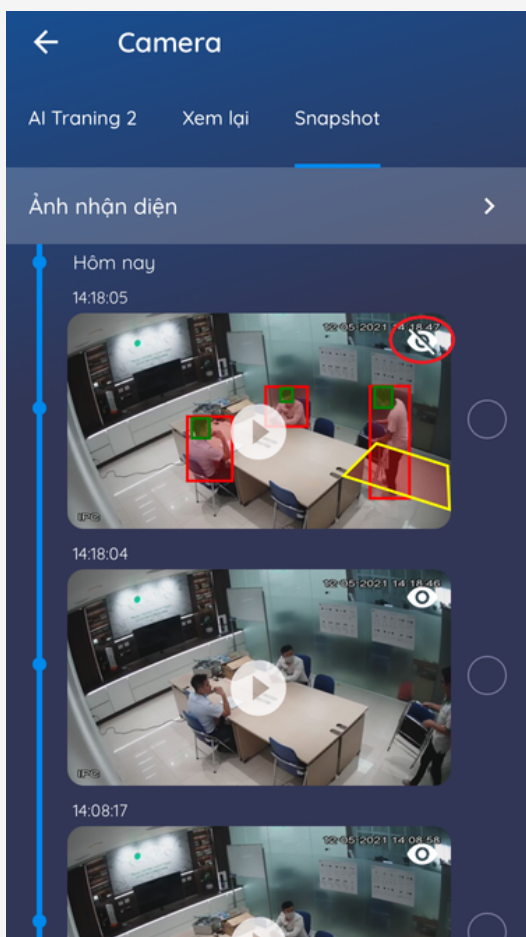 Camera
AI Traning 2 Xem lại Snapshot
Ảnh nhận diện
Hôm nay
14:18:05
12-05-2021 14:18:47
IPC
14:18:04
12-05-2021 14:18:46
IPC
14:08:17
12-05-2021 14:08:58